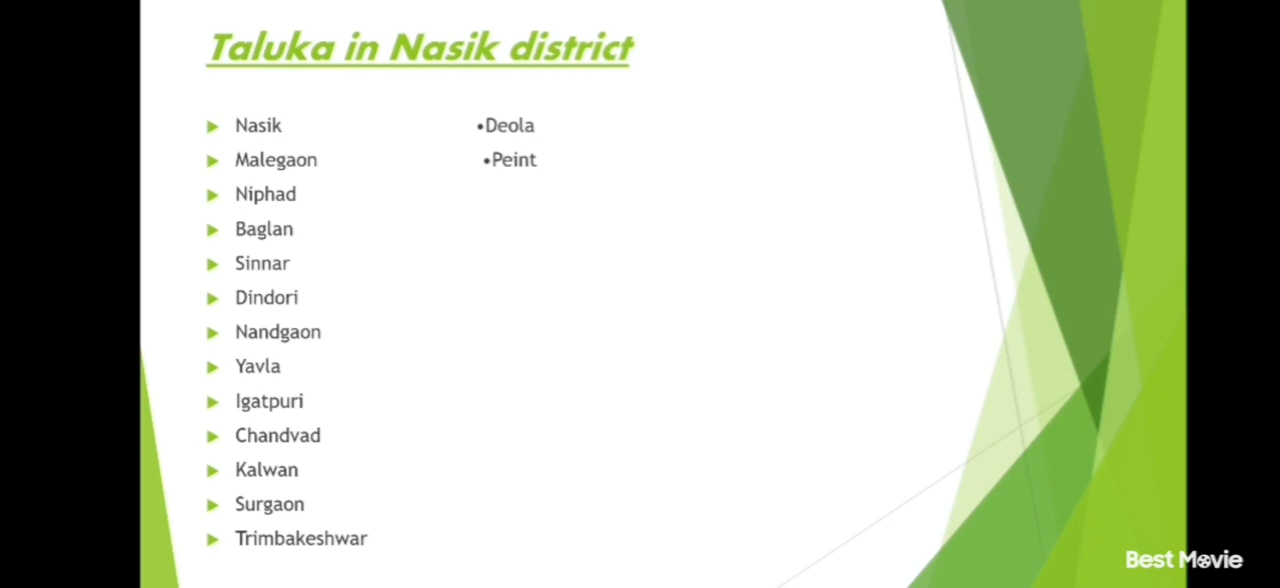 Taluka in Nasik district
Nasik
Malegaon
Niphad
Baglan
Sinnar
Dindori
Nandgaon
Yavla
Igatpuri
Chandvad
Kalwan
Surgaon
Trimbakeshwar
•Deola
•Peint
Best Movie